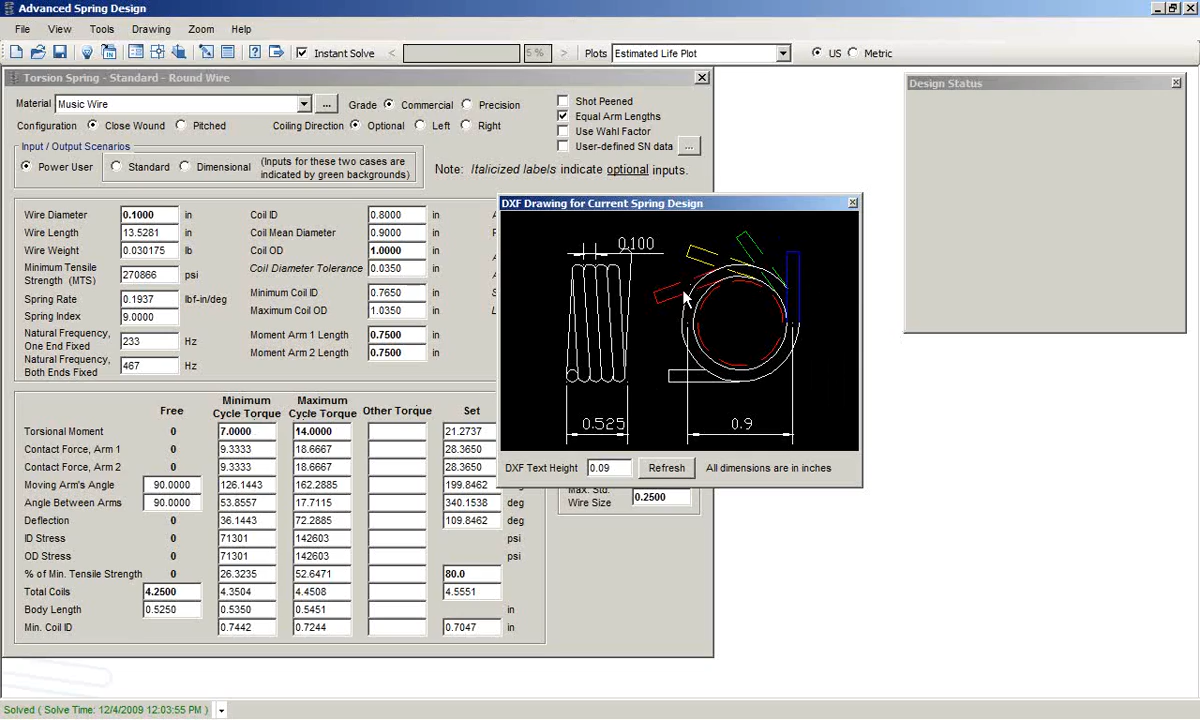 Advanced Spring Design
File View Tools Drawing Zoom Help
Instant Solve < 5 % > Plots Estimated Life Plot US Metric
Torsion Spring - Standard - Round Wire
Material Music Wire ... Grade Commercial Precision
Configuration Close Wound Pitched Coiling Direction Optional Left Right
Shot Peened
Equal Arm Lengths
Use Wahl Factor
User-defined SN data ...
Input / Output Scenarios
Power User Standard Dimensional (Inputs for these two cases are indicated by green backgrounds)
Note: Italicized labels indicate optional inputs.
Wire Diameter 0.1000 in Coil ID 0.8000 in
Wire Length 13.5281 in Coil Mean Diameter 0.9000 in
Wire Weight 0.030175 lb Coil OD 1.0000 in
Minimum Tensile Strength (MTS) 270866 psi Coil Diameter Tolerance 0.0350 in
Spring Rate 0.1937 lbf-in/deg Minimum Coil ID 0.7650 in
Spring Index 9.0000 Maximum Coil OD 1.0350 in
Natural Frequency, One End Fixed 233 Hz Moment Arm 1 Length 0.7500 in
Natural Frequency, Both Ends Fixed 467 Hz Moment Arm 2 Length 0.7500 in
Free Minimum Cycle Torque Maximum Cycle Torque Other Torque Set
Torsional Moment 0 7.0000 14.0000 21.2737
Contact Force, Arm 1 0 9.3333 18.6667 28.3650
Contact Force, Arm 2 0 9.3333 18.6667 28.3650
Moving Arm's Angle 90.0000 126.1443 162.2885 199.8462
Angle Between Arms 90.0000 53.8557 17.7115 340.1538 deg
Deflection 0 36.1443 72.2885 109.8462 deg
ID Stress 0 71301 142603 psi
OD Stress 0 71301 142603 psi
% of Min. Tensile Strength 0 26.3235 52.6471 80.0
Total Coils 4.2500 4.3504 4.4508 4.5551
Body Length 0.5250 0.5350 0.5451 in
Min. Coil ID 0.7442 0.7244 0.7047 in
Max. Std. Wire Size 0.2500 in
DXF Drawing for Current Spring Design
0.100
0.525 0.9
DXF Text Height 0.09 Refresh All dimensions are in inches
Design Status
Solved ( Solve Time: 12/4/2009 12:03:55 PM )